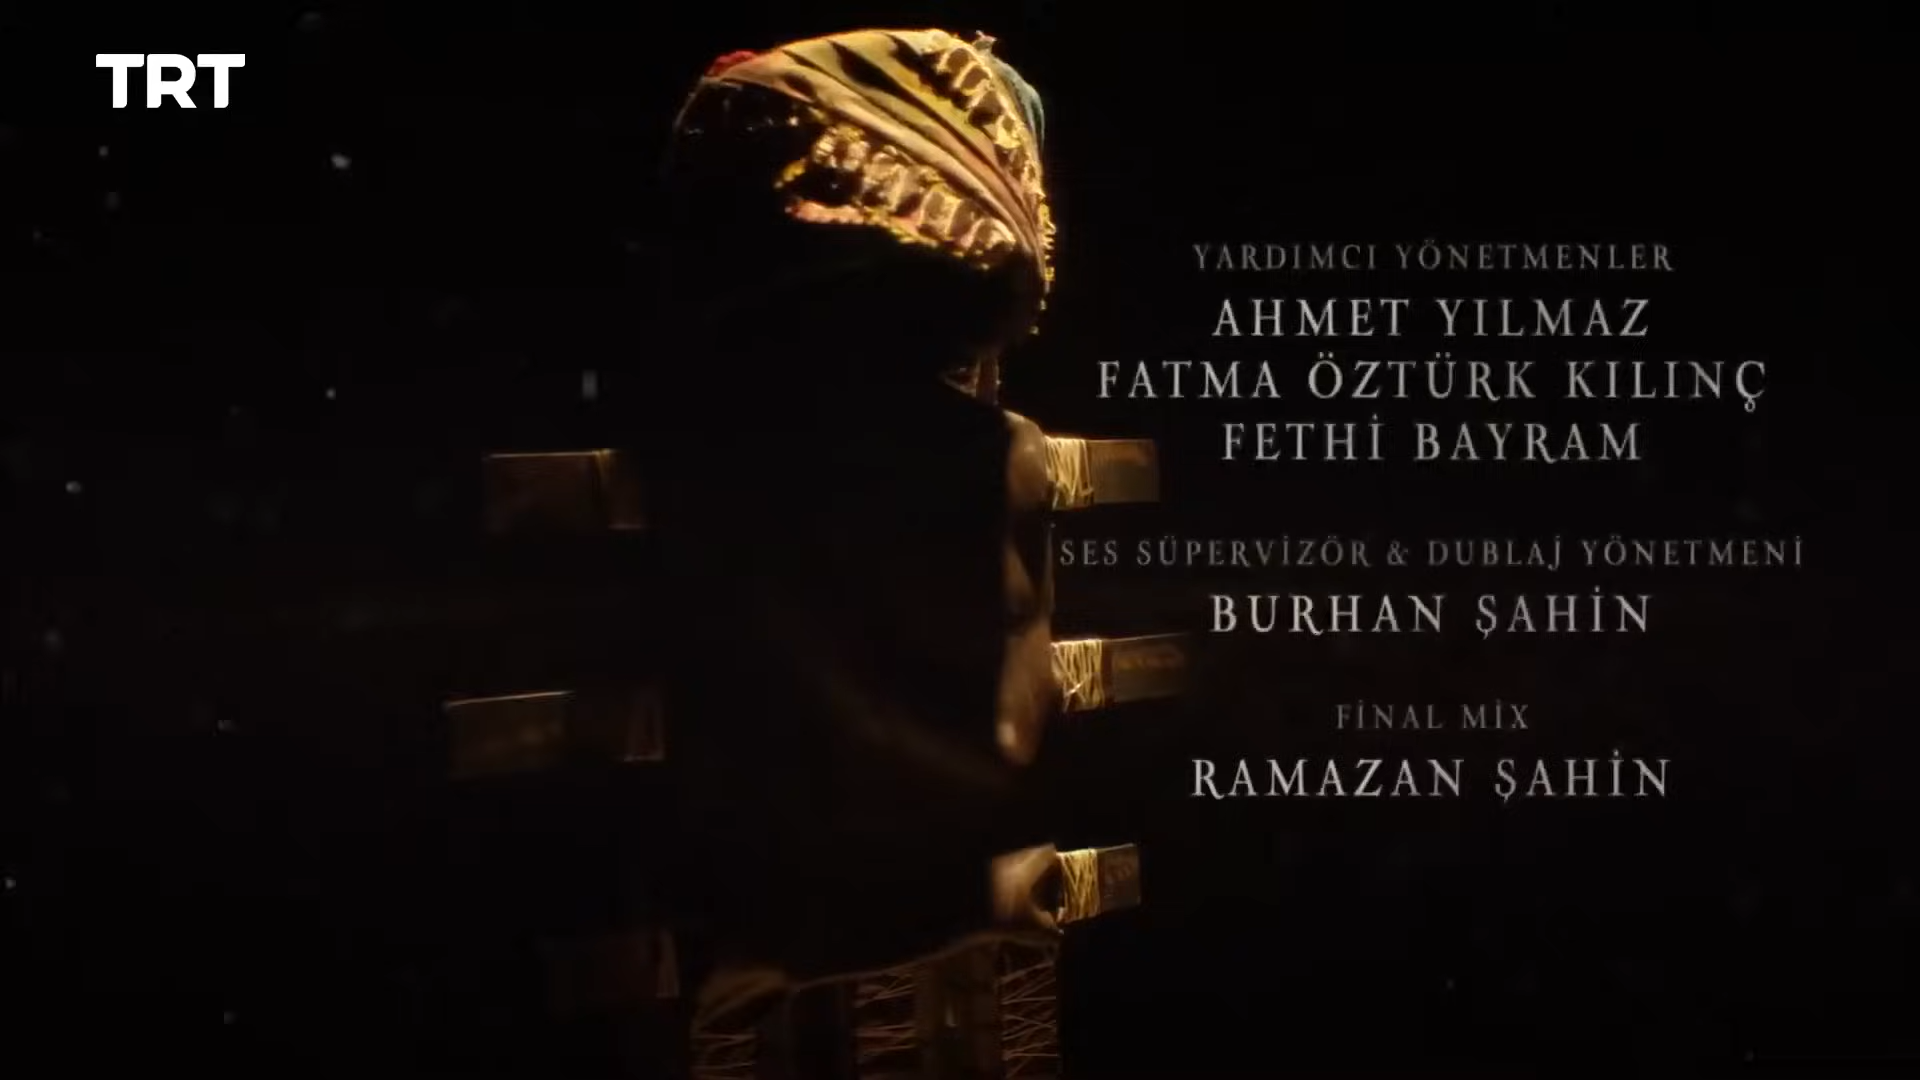 TRT
YARDIMCI YÖNETMENLER
AHMET YILMAZ
FATMA ÖZTÜRK KILINÇ
FETHİ BAYRAM
SES SÜPERVİZÖR & DUBLAJ YÖNETMENİ
BURHAN ŞAHİN
FİNAL MİX
RAMAZAN ŞAHİN